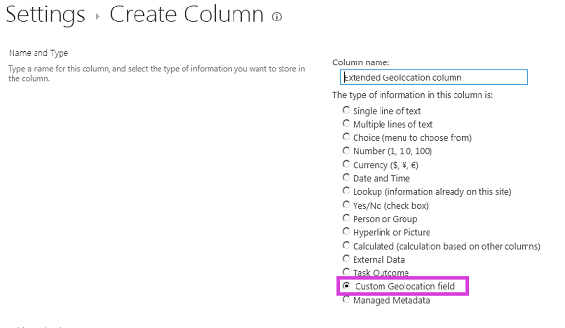 Settings › Create Column
Name and Type
Type a name for this column, and select the type of information you want to store in
the column.
Column name:
Extended Geolocation column
The type of information in this column is:
Single line of text
Multiple lines of text
Choice (menu to choose from)
Number (1, 1.0, 100)
Currency ($, ¥, €)
Date and Time
Lookup (information already on this site)
Yes/No (check box)
Person or Group
Hyperlink or Picture
Calculated (calculation based on other columns)
External Data
Task Outcome
Custom Geolocation field
Managed Metadata